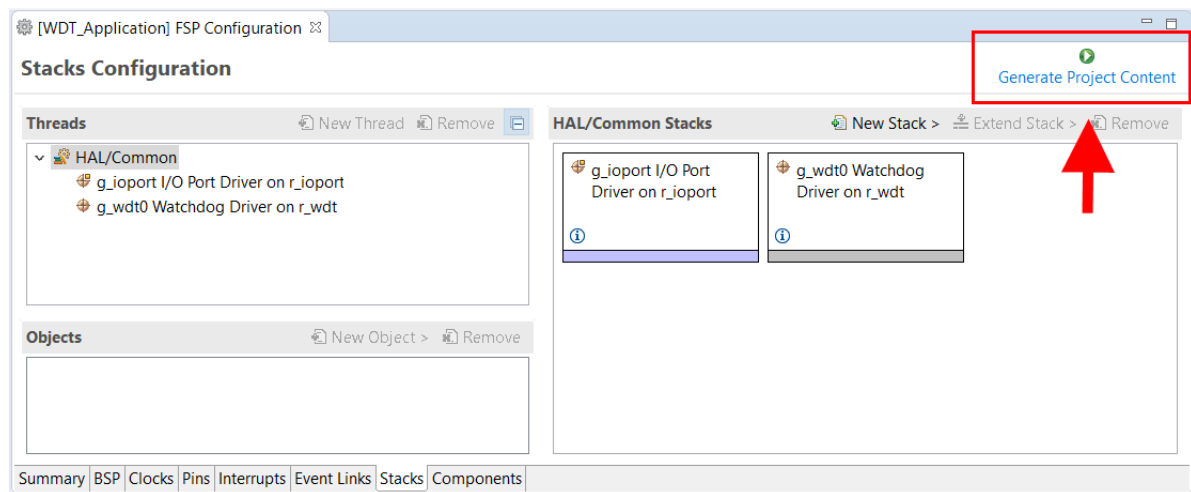 [WDT_Application] FSP Configuration
Stacks Configuration
Generate Project Content
Threads
New Thread
Remove
HAL/Common
g_ioport I/O Port Driver on r_ioport
g_wdt0 Watchdog Driver on r_wdt
Objects
New Object >
Remove
HAL/Common Stacks
New Stack >
Extend Stack >
Remove
g_ioport I/O Port
Driver on r_ioport
g_wdt0 Watchdog
Driver on r_wdt
Summary
BSP
Clocks
Pins
Interrupts
Event Links
Stacks
Components